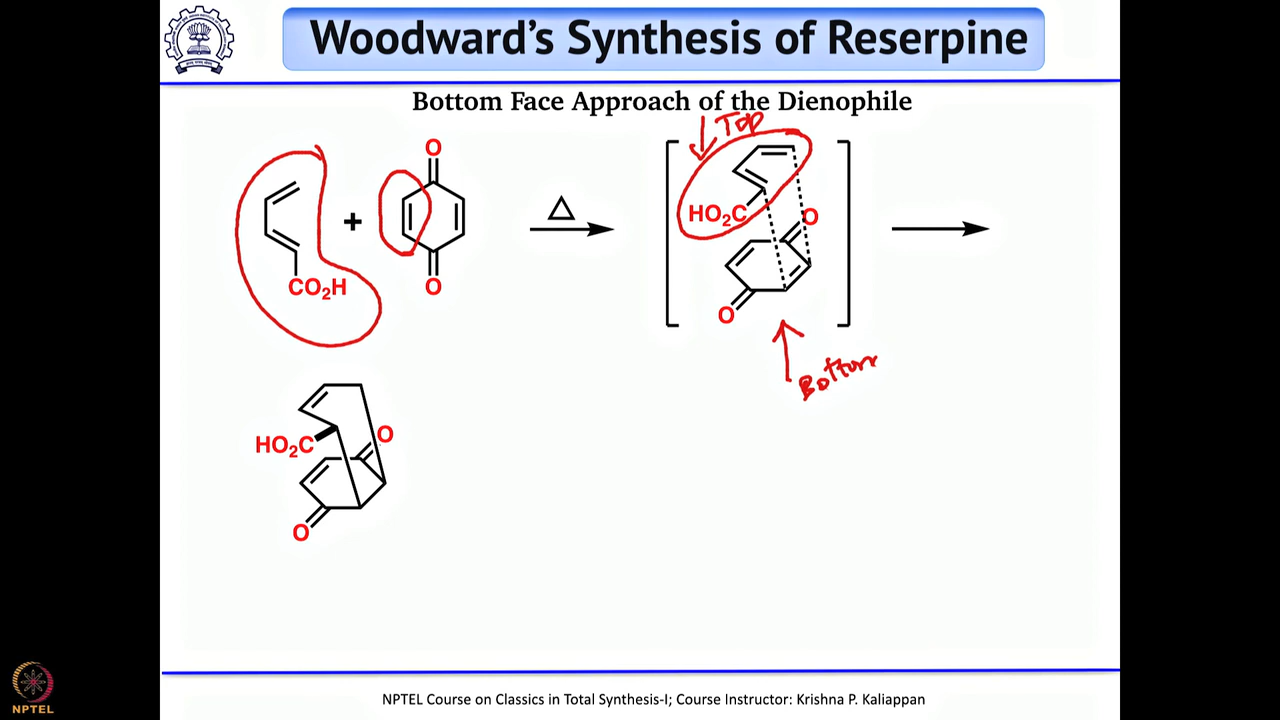 Woodward's Synthesis of Reserpine
Bottom Face Approach of the Dienophile
Top
O
+
CO₂H
O
Δ
HO₂C
O
O
Bottom
HO₂C
O
O
NPTEL Course on Classics in Total Synthesis-I; Course Instructor: Krishna P. Kaliappan
NPTEL